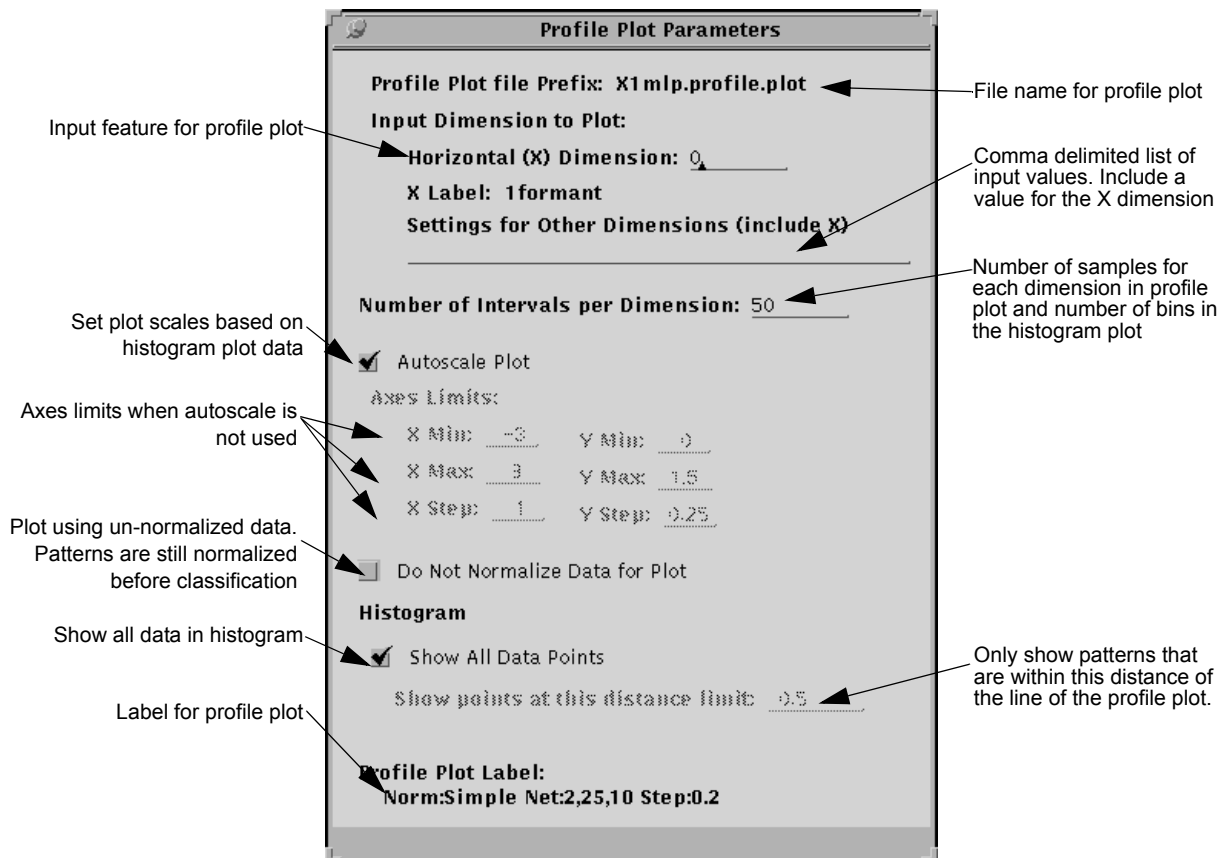 Profile Plot Parameters
Profile Plot file Prefix: X1mlp.profile.plot
File name for profile plot
Input Dimension to Plot:
Input feature for profile plot
Horizontal (X) Dimension: 0
X Label: 1formant
Settings for Other Dimensions (include X)
Comma delimited list of
input values. Include a
value for the X dimension
Number of Intervals per Dimension: 50
Number of samples for
each dimension in profile
plot and number of bins in
the histogram plot
Set plot scales based on
histogram plot data
Autoscale Plot
Axes Limits:
Axes limits when autoscale is
not used
X Min: -3 Y Min: 0
X Max: 3 Y Max: 1.5
X Step: 1 Y Step: 0.25
Plot using un-normalized data.
Patterns are still normalized
before classification
Do Not Normalize Data for Plot
Histogram
Show all data in histogram
Show All Data Points
Show points at this distance limit: 0.5
Only show patterns that
are within this distance of
the line of the profile plot.
Label for profile plot
Profile Plot Label:
Norm:Simple Net:2,25,10 Step:0.2